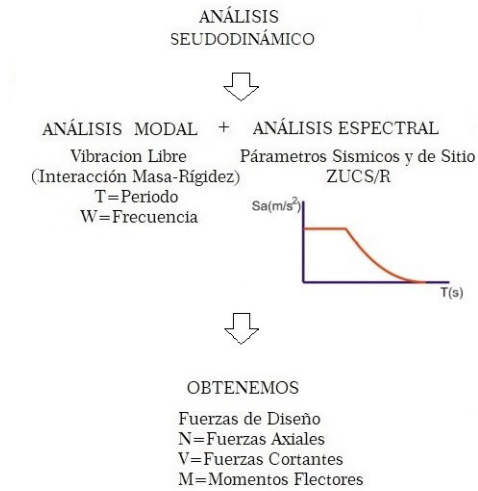 ANÁLISIS
SEUDODINÁMICO
ANÁLISIS MODAL + ANÁLISIS ESPECTRAL
Vibracion Libre
(Interacción Masa-Rígidez)
T=Periodo
W=Frecuencia
Párametros Sismicos y de Sitio
ZUCS/R
Sa(m/s²)
T(s)
OBTENEMOS
Fuerzas de Diseño
N=Fuerzas Axiales
V=Fuerzas Cortantes
M=Momentos Flectores